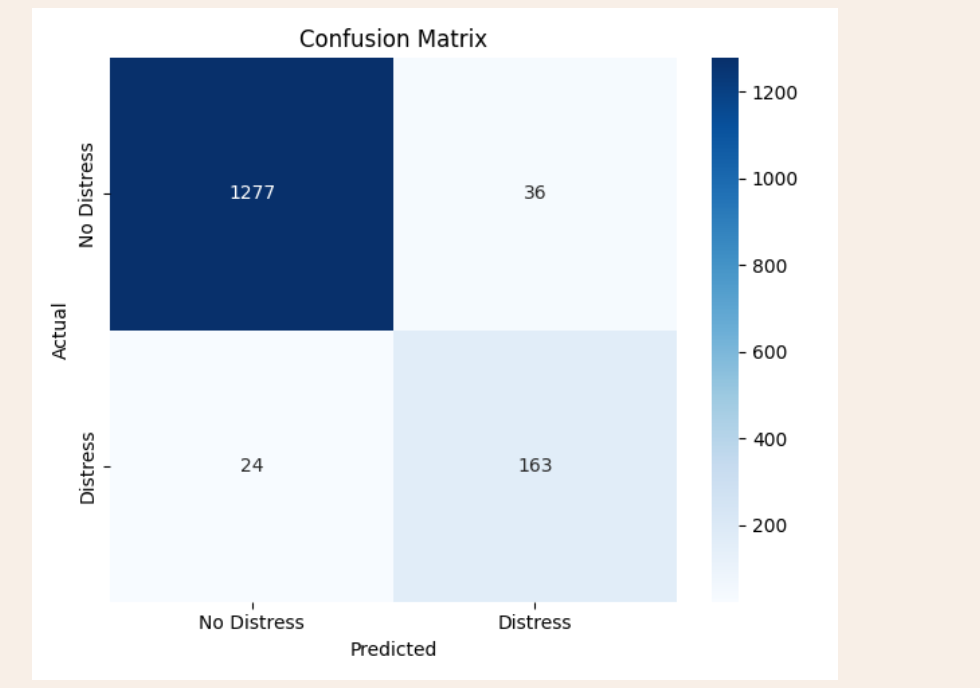 Confusion Matrix
No Distress
1277
36
Actual
Distress
24
163
No Distress
Distress
Predicted
1200
1000
800
600
400
200